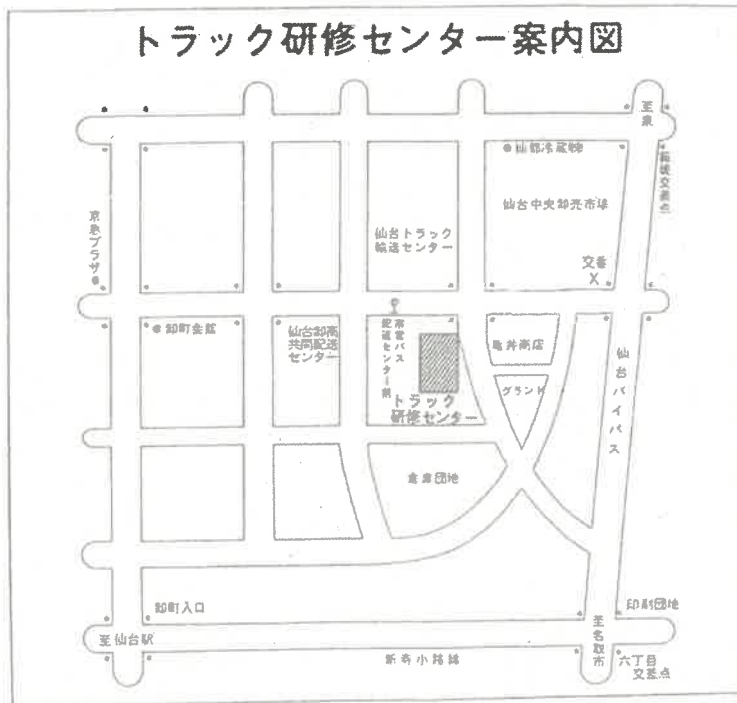 トラック研修センター案内図
至泉
仙都冷蔵㈱
箱堤交差点
仙台中央卸売市場
京急プラザ
仙台トラック
輸送センター
交番
X
卸町会館
仙台卸商
共同配送
センター
市営バス
配送センター前
亀井商店
グランド
仙台バイパス
トラック
研修センター
倉庫団地
卸町入口
印刷団地
至仙台駅
新寺小路線
至名取市
六丁目
交差点